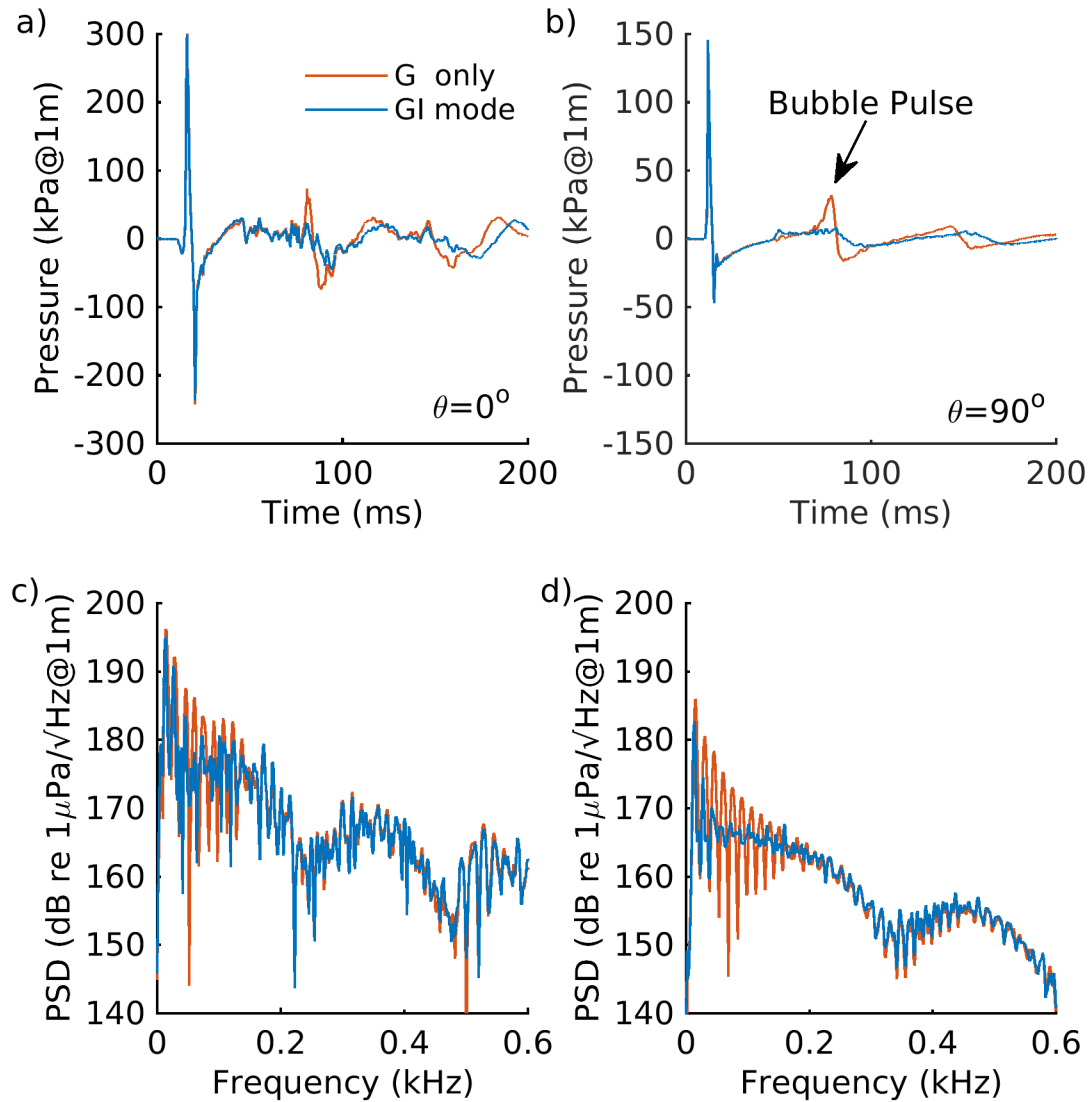 a)
300
200
100
0
-100
-200
-300
Pressure (kPa@1m)
G only
GI mode
θ=0°
0 100 200
Time (ms)
b)
150
100
50
0
-50
-100
-150
Pressure (kPa@1m)
Bubble Pulse
θ=90°
0 100 200
Time (ms)
c)
200
190
180
170
160
150
140
PSD (dB re 1μPa/√Hz@1m)
0 0.2 0.4 0.6
Frequency (kHz)
d)
200
190
180
170
160
150
140
PSD (dB re 1μPa/√Hz@1m)
0 0.2 0.4 0.6
Frequency (kHz)